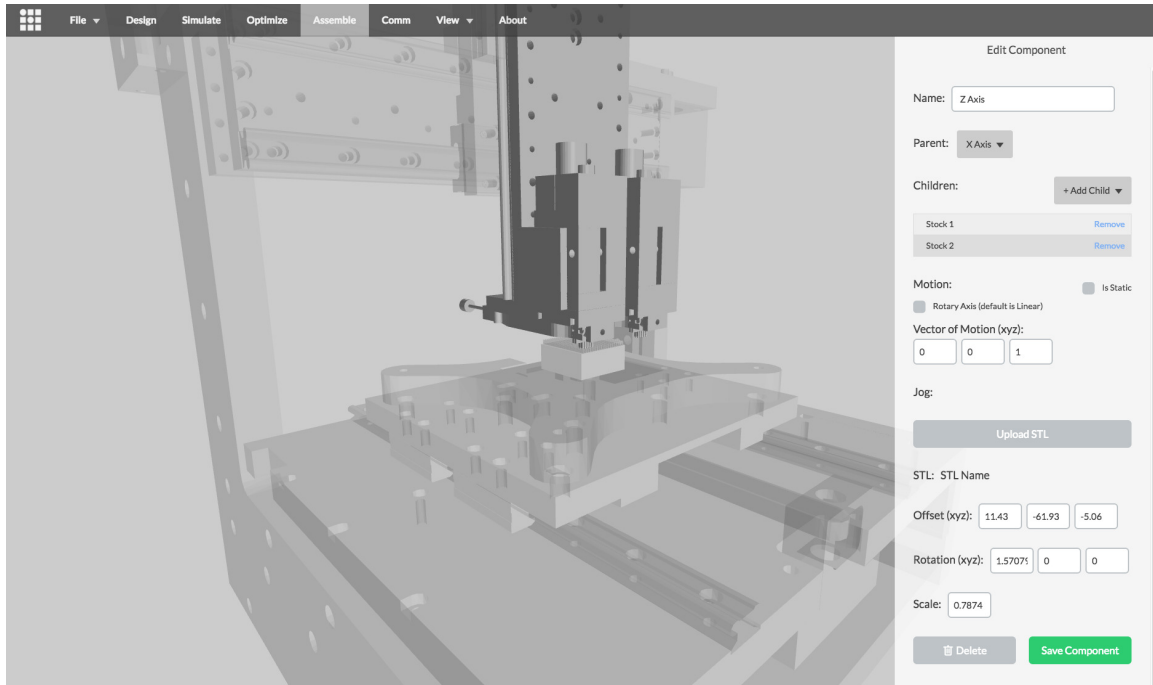 File ▼ Design Simulate Optimize Assemble Comm View ▼ About
Edit Component
Name: Z Axis
Parent: X Axis ▼
Children: + Add Child ▼
Stock 1 Remove
Stock 2 Remove
Motion: Is Static
Rotary Axis (default is Linear)
Vector of Motion (xyz):
0 0 1
Jog:
Upload STL
STL: STL Name
Offset (xyz): 11.43 -61.93 -5.06
Rotation (xyz): 1.57079 0 0
Scale: 0.7874
Delete Save Component